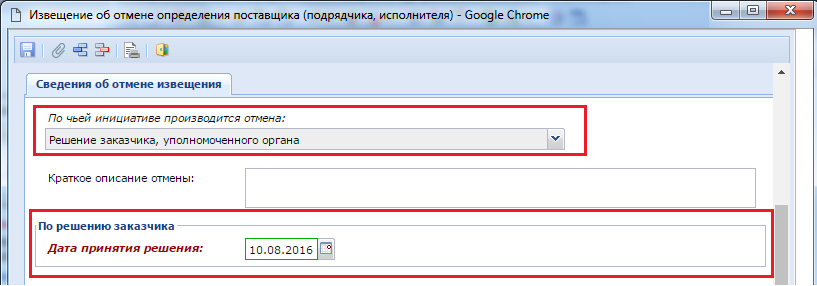 Извещение об отмене определения поставщика (подрядчика, исполнителя) - Google Chrome
Сведения об отмене извещения
По чьей инициативе производится отмена:
Решение заказчика, уполномоченного органа
Краткое описание отмены:
По решению заказчика
Дата принятия решения: 10.08.2016